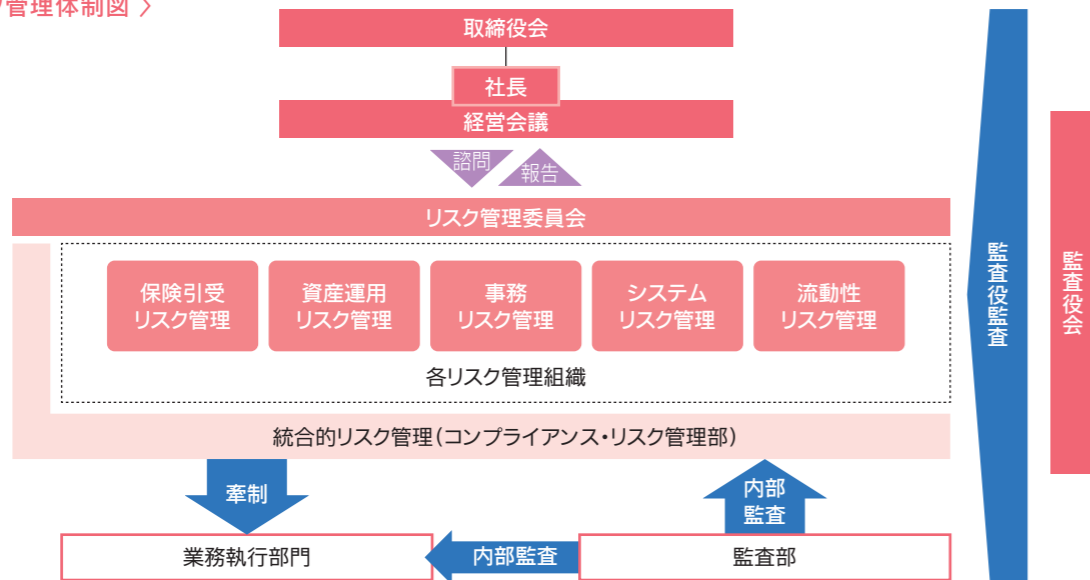 管理体制図 〉
取締役会
社長
経営会議
諮問
報告
リスク管理委員会
保険引受
リスク管理
資産運用
リスク管理
事務
リスク管理
システム
リスク管理
流動性
リスク管理
各リスク管理組織
統合的リスク管理(コンプライアンス・リスク管理部)
牽制
内部
監査
業務執行部門
内部監査
監査部
監査役監査
監査役会